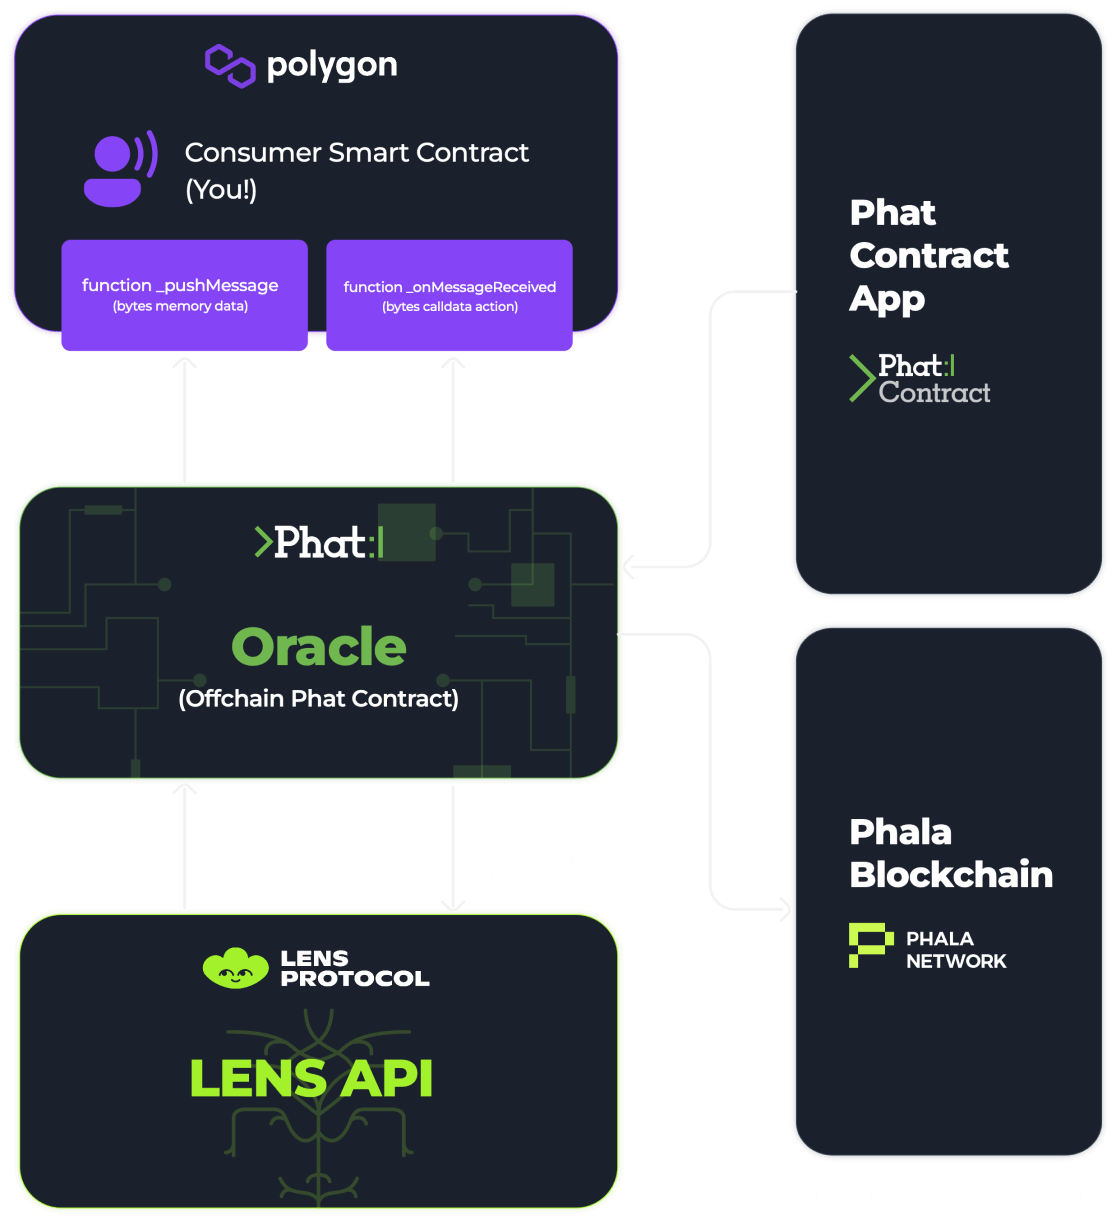 polygon
Consumer Smart Contract
(You!)
function _pushMessage
(bytes memory data)
function _onMessageReceived
(bytes calldata action)
Phat
Contract
App
Phat:|
Contract
Phat:|
Oracle
(Offchain Phat Contract)
Phala
Blockchain
PHALA
NETWORK
LENS
PROTOCOL
LENS API